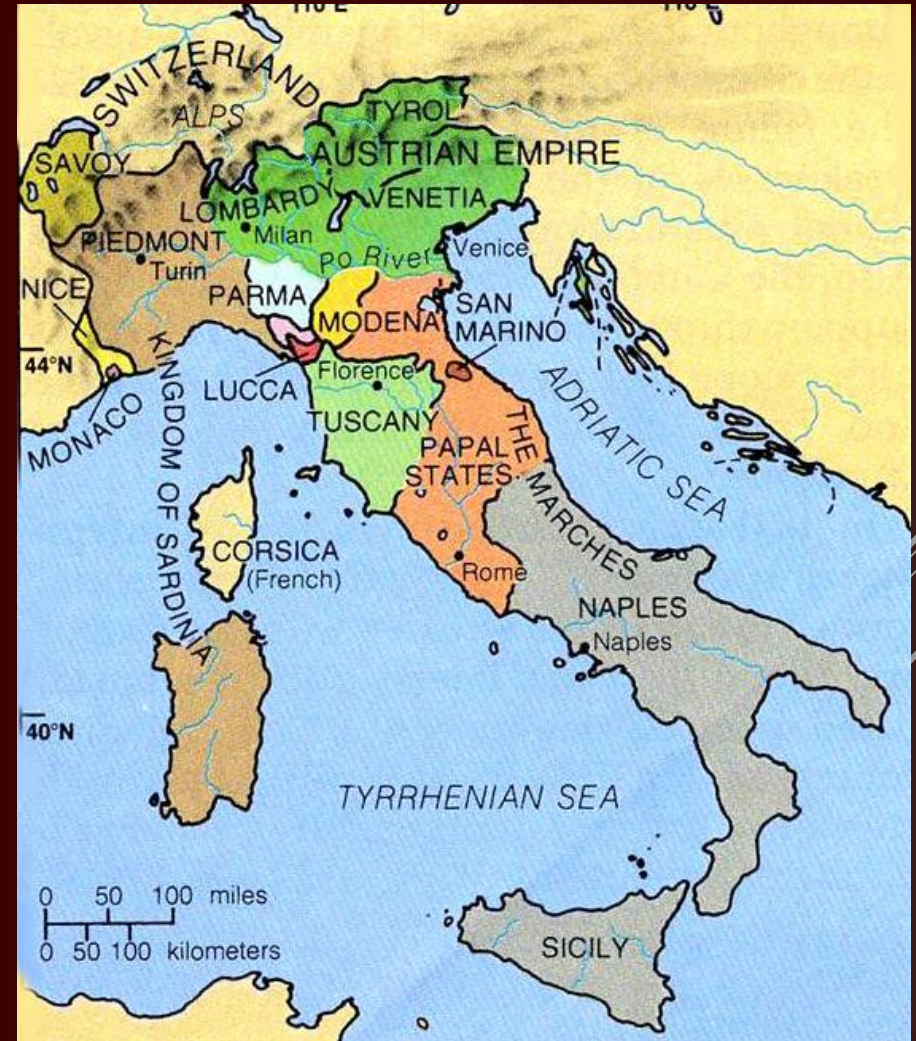 SWITZERLAND
ALPS
TYROL
SAVOY
AUSTRIAN EMPIRE
LOMBARDY
VENETIA
Milan
PIEDMONT
Turin
Po River
Venice
NICE
PARMA
MODENA
SAN
MARINO
44°N
LUCCA
Florence
MONACO
TUSCANY
KINGDOM OF SARDINIA
PAPAL
STATES
THE MARCHES
ADRIATIC SEA
CORSICA
(French)
Rome
NAPLES
Naples
40°N
TYRRHENIAN SEA
0 50 100 miles
0 50 100 kilometers
SICILY